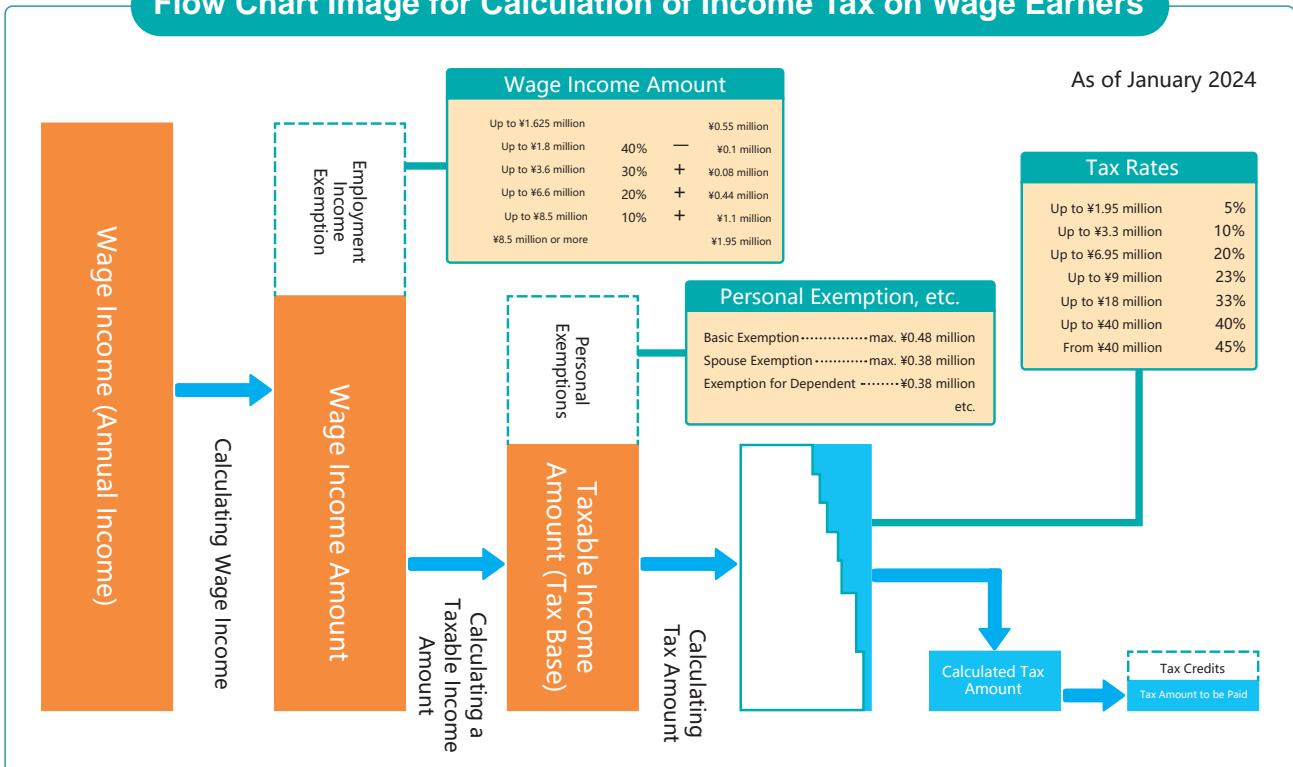 Flow Chart Image for Calculation of Income Tax on Wage Earners
As of January 2024
Wage Income (Annual Income)
Calculating Wage Income
Employment
Income
Exemption
Wage Income Amount
Wage Income Amount
Up to ¥1.625 million ¥0.55 million
Up to ¥1.8 million 40% — ¥0.1 million
Up to ¥3.6 million 30% + ¥0.08 million
Up to ¥6.6 million 20% + ¥0.44 million
Up to ¥8.5 million 10% + ¥1.1 million
¥8.5 million or more ¥1.95 million
Calculating a
Taxable Income
Amount
Personal
Exemptions
Taxable Income
Amount (Tax Base)
Personal Exemption, etc.
Basic Exemption ············· max. ¥0.48 million
Spouse Exemption ············ max. ¥0.38 million
Exemption for Dependent ········ ¥0.38 million
etc.
Calculating
Tax Amount
Tax Rates
Up to ¥1.95 million 5%
Up to ¥3.3 million 10%
Up to ¥6.95 million 20%
Up to ¥9 million 23%
Up to ¥18 million 33%
Up to ¥40 million 40%
From ¥40 million 45%
Calculated Tax
Amount
Tax Credits
Tax Amount to be Paid